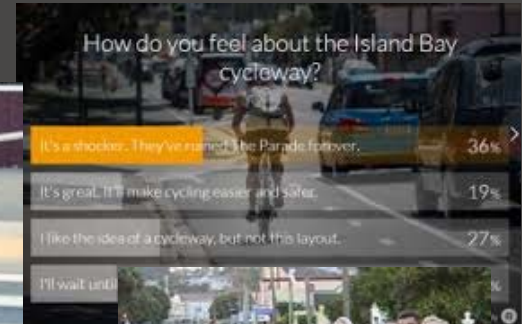 How do you feel about the Island Bay
cycleway?
It's a shocker. They've ruined The Parade forever. 36%
It's great. It'll make cycling easier and safer. 19%
I like the idea of a cycleway, but not this layout. 27%
I'll wait until %